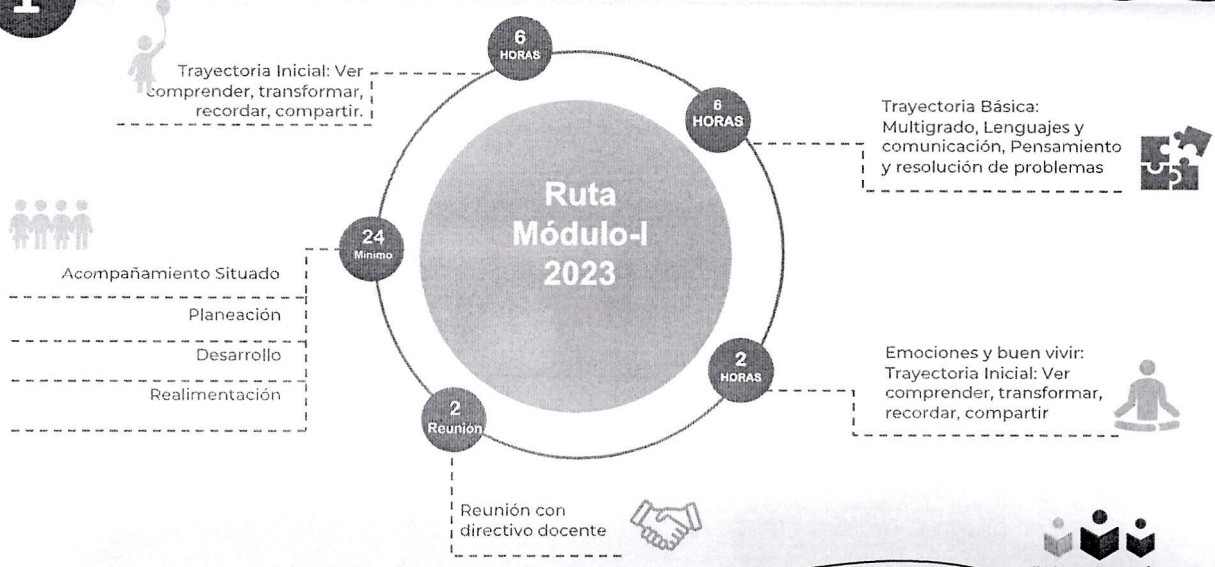 1
6
HORAS
Trayectoria Inicial: Ver
comprender, transformar,
recordar, compartir.
6
HORAS
Trayectoria Básica:
Multigrado, Lenguajes y
comunicación, Pensamiento
y resolución de problemas
Ruta
Módulo-I
2023
24
Minimo
Acompañamiento Situado
Planeación
Desarrollo
Realimentación
2
HORAS
Emociones y buen vivir:
Trayectoria Inicial: Ver
comprender, transformar,
recordar, compartir
2
Reunión
Reunión con
directivo docente